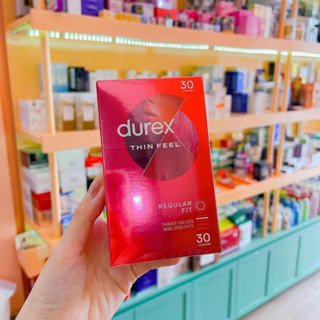 30
durex
THIN FEEL
REGULAR
FIT
THINNER FOR EVEN
MORE SENSITIVITY
30